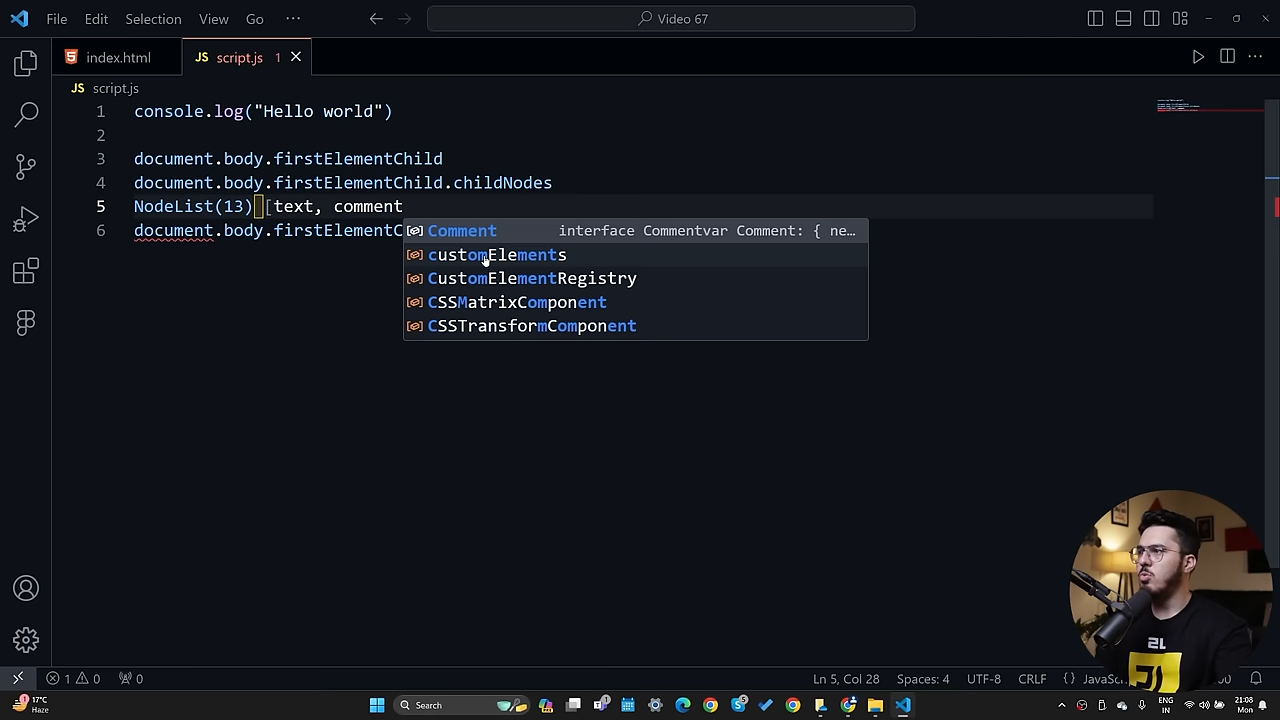 File Edit Selection View Go ··· Video 67
index.html JS script.js 1
JS script.js
1 console.log("Hello world")
2
3 document.body.firstElementChild
4 document.body.firstElementChild.childNodes
5 NodeList(13) [text, comment
6 document.body.firstElementC
Comment interface Commentvar Comment: { ne…
customElements
CustomElementRegistry
CSSMatrixComponent
CSSTransformComponent
1 0 0 Ln 5, Col 28 Spaces: 4 UTF-8 CRLF {}
1 17°C Haze Search ENG IN 21:08 Mon